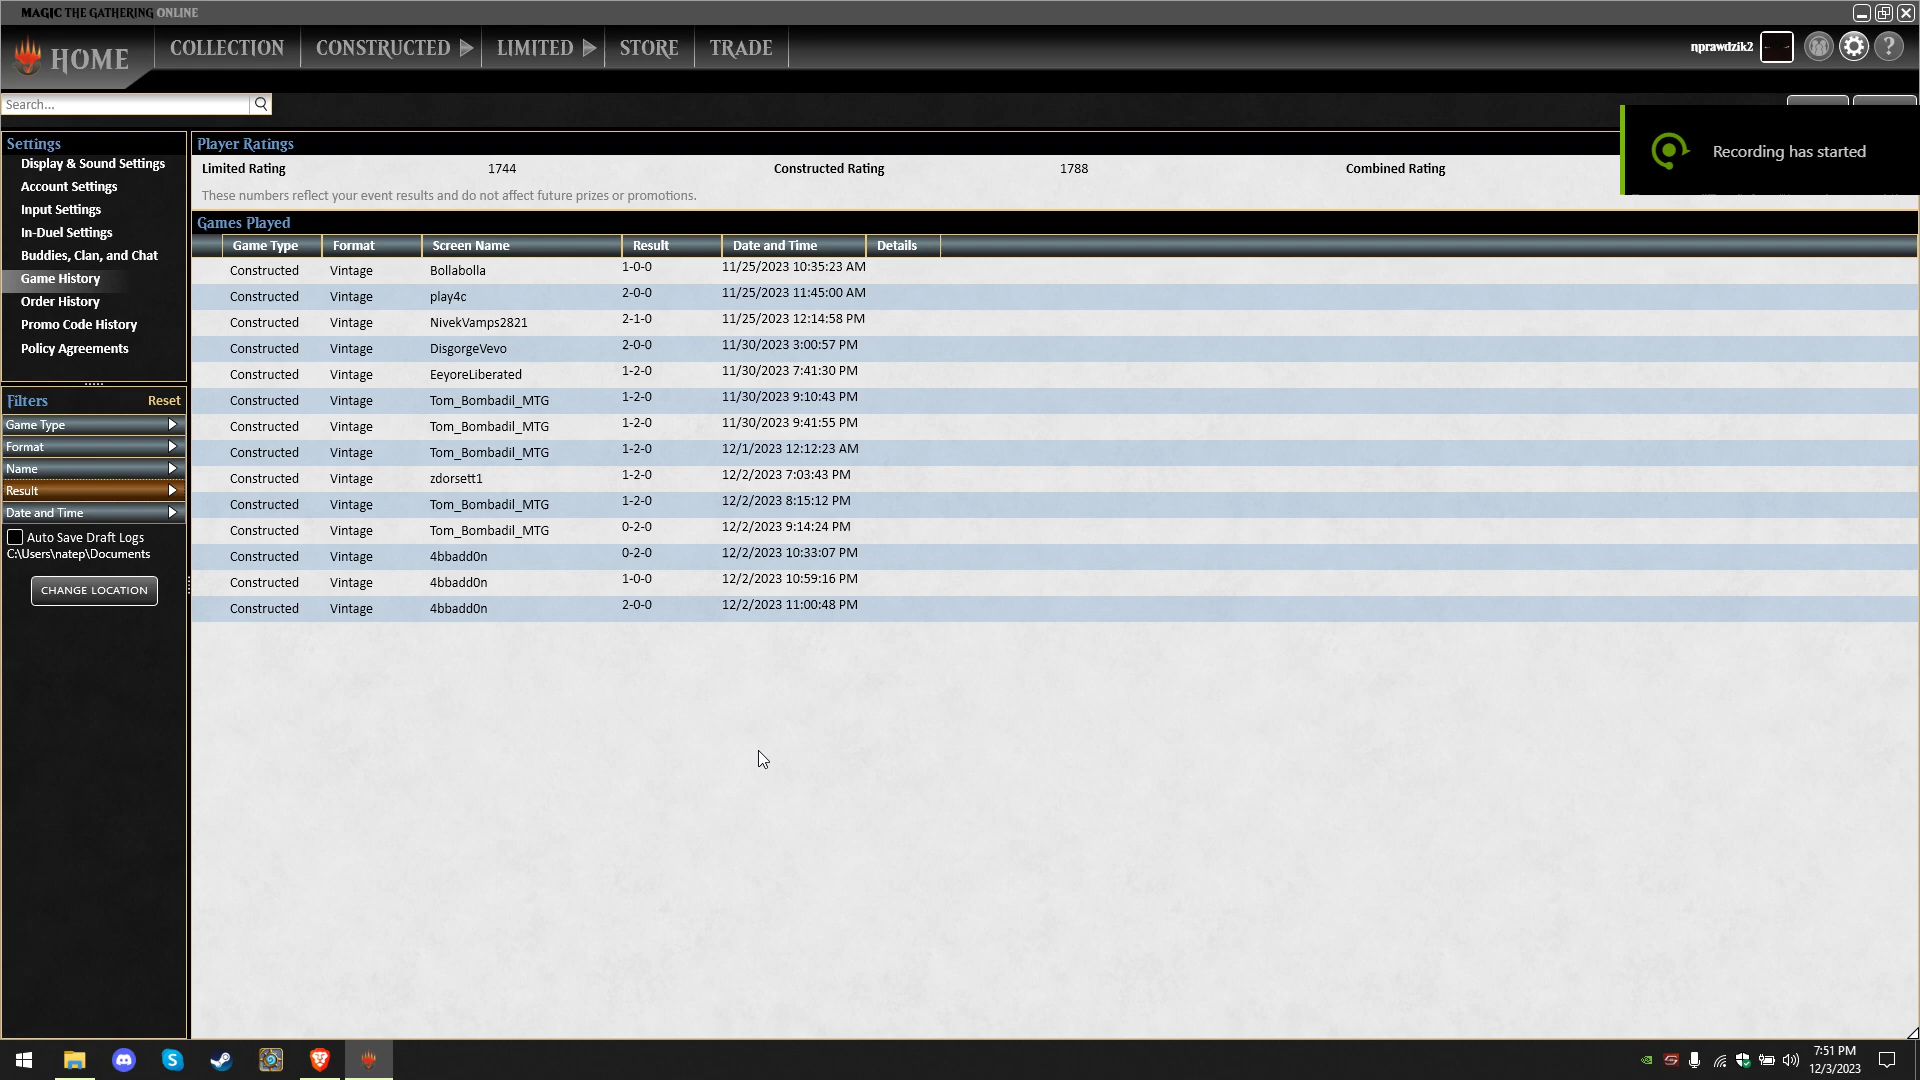 MAGIC THE GATHERING ONLINE
HOME
COLLECTION
CONSTRUCTED
LIMITED
STORE
TRADE
nprawdzik2
Search...
Recording has started
Settings
Display & Sound Settings
Account Settings
Input Settings
In-Duel Settings
Buddies, Clan, and Chat
Game History
Order History
Promo Code History
Policy Agreements
Filters Reset
Game Type
Format
Name
Result
Date and Time
Auto Save Draft Logs
C:\Users\natep\Documents
CHANGE LOCATION
Player Ratings
Limited Rating 1744 Constructed Rating 1788 Combined Rating
These numbers reflect your event results and do not affect future prizes or promotions.
Games Played
Game Type Format Screen Name Result Date and Time Details
Constructed Vintage Bollabolla 1-0-0 11/25/2023 10:35:23 AM
Constructed Vintage play4c 2-0-0 11/25/2023 11:45:00 AM
Constructed Vintage NivekVamps2821 2-1-0 11/25/2023 12:14:58 PM
Constructed Vintage DisgorgeVevo 2-0-0 11/30/2023 3:00:57 PM
Constructed Vintage EeyoreLiberated 1-2-0 11/30/2023 7:41:30 PM
Constructed Vintage Tom_Bombadil_MTG 1-2-0 11/30/2023 9:10:43 PM
Constructed Vintage Tom_Bombadil_MTG 1-2-0 11/30/2023 9:41:55 PM
Constructed Vintage Tom_Bombadil_MTG 1-2-0 12/1/2023 12:12:23 AM
Constructed Vintage zdorsett1 1-2-0 12/2/2023 7:03:43 PM
Constructed Vintage Tom_Bombadil_MTG 1-2-0 12/2/2023 8:15:12 PM
Constructed Vintage Tom_Bombadil_MTG 0-2-0 12/2/2023 9:14:24 PM
Constructed Vintage 4bbadd0n 0-2-0 12/2/2023 10:33:07 PM
Constructed Vintage 4bbadd0n 1-0-0 12/2/2023 10:59:16 PM
Constructed Vintage 4bbadd0n 2-0-0 12/2/2023 11:00:48 PM
7:51 PM
12/3/2023